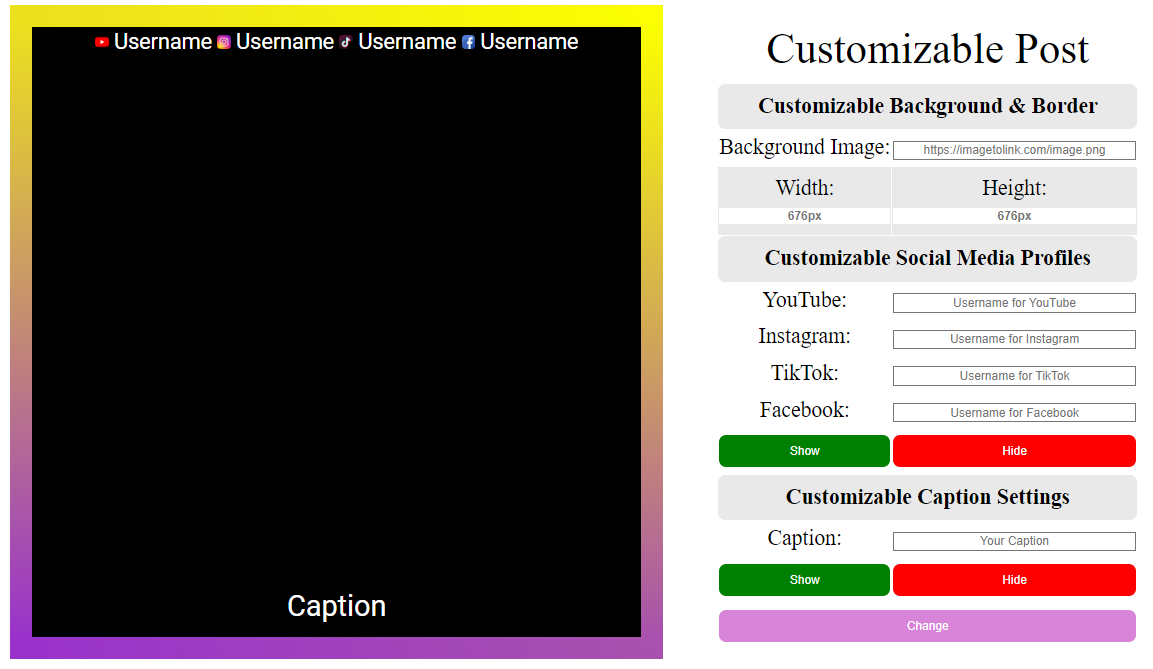 Username Username Username Username
Caption
Customizable Post
Customizable Background & Border
Background Image: https://imagetolink.com/image.png
Width: Height:
676px 676px
Customizable Social Media Profiles
YouTube: Username for YouTube
Instagram: Username for Instagram
TikTok: Username for TikTok
Facebook: Username for Facebook
Show Hide
Customizable Caption Settings
Caption: Your Caption
Show Hide
Change